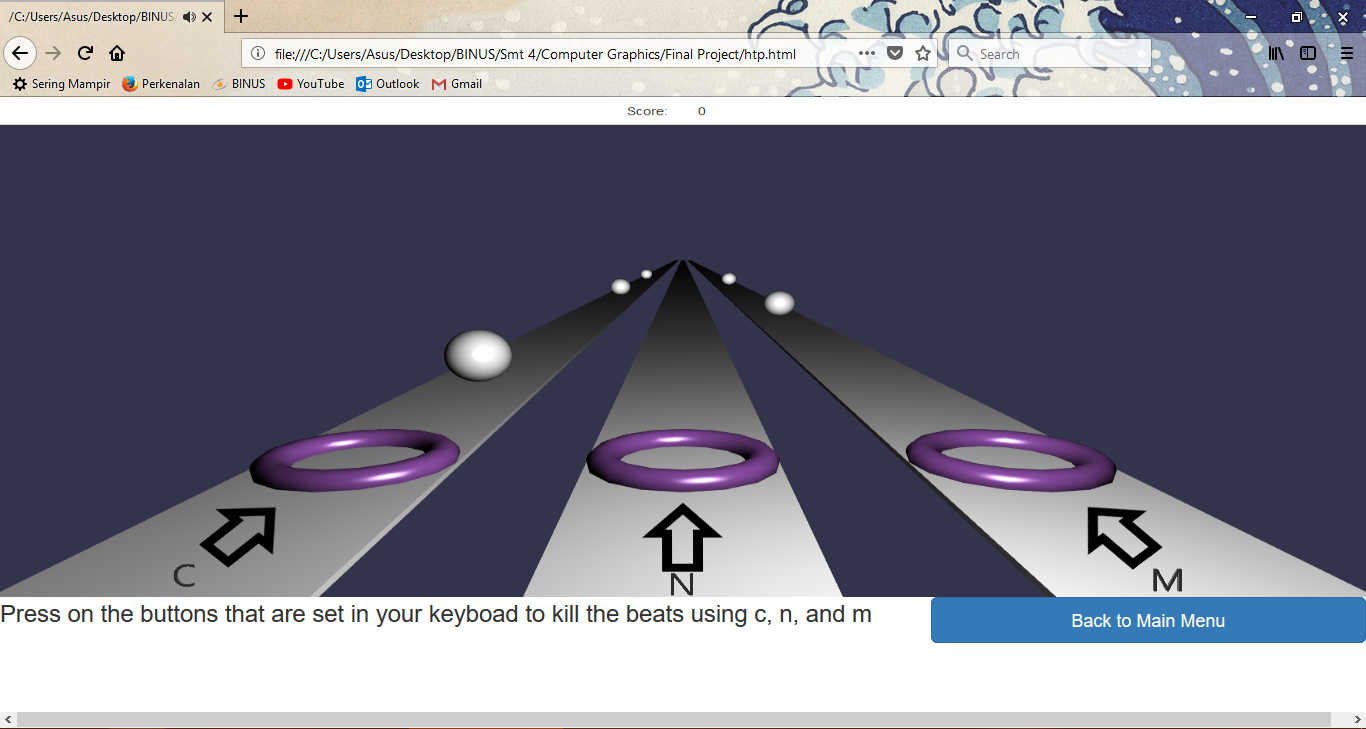 /C:/Users/Asus/Desktop/BINUS/
file:///C:/Users/Asus/Desktop/BINUS/Smt 4/Computer Graphics/Final Project/htp.html
Search
Sering Mampir Perkenalan BINUS YouTube Outlook Gmail
Score: 0
C N M
Press on the buttons that are set in your keyboad to kill the beats using c, n, and m
Back to Main Menu